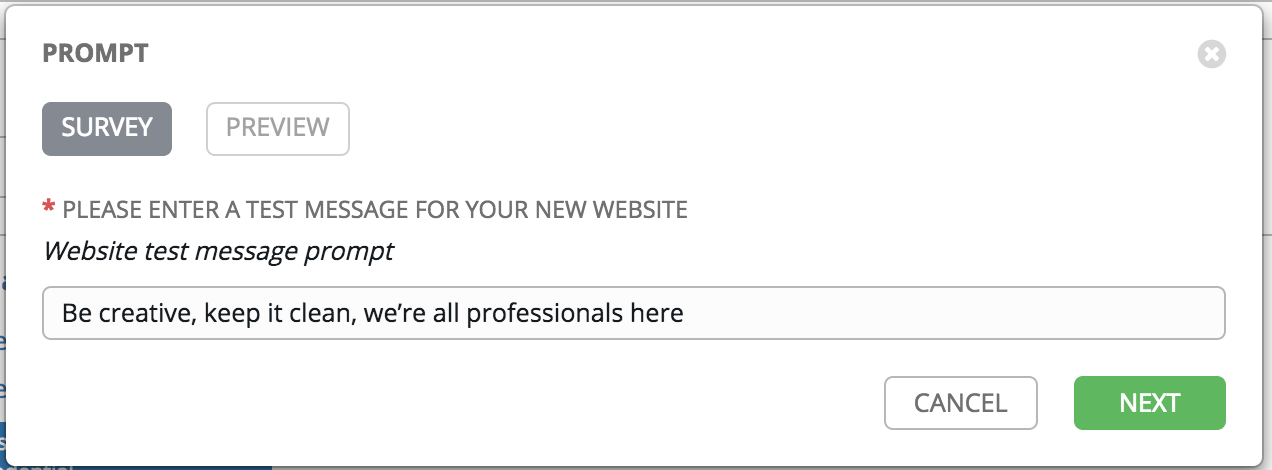 PROMPT
SURVEY PREVIEW
* PLEASE ENTER A TEST MESSAGE FOR YOUR NEW WEBSITE
Website test message prompt
Be creative, keep it clean, we’re all professionals here
CANCEL NEXT